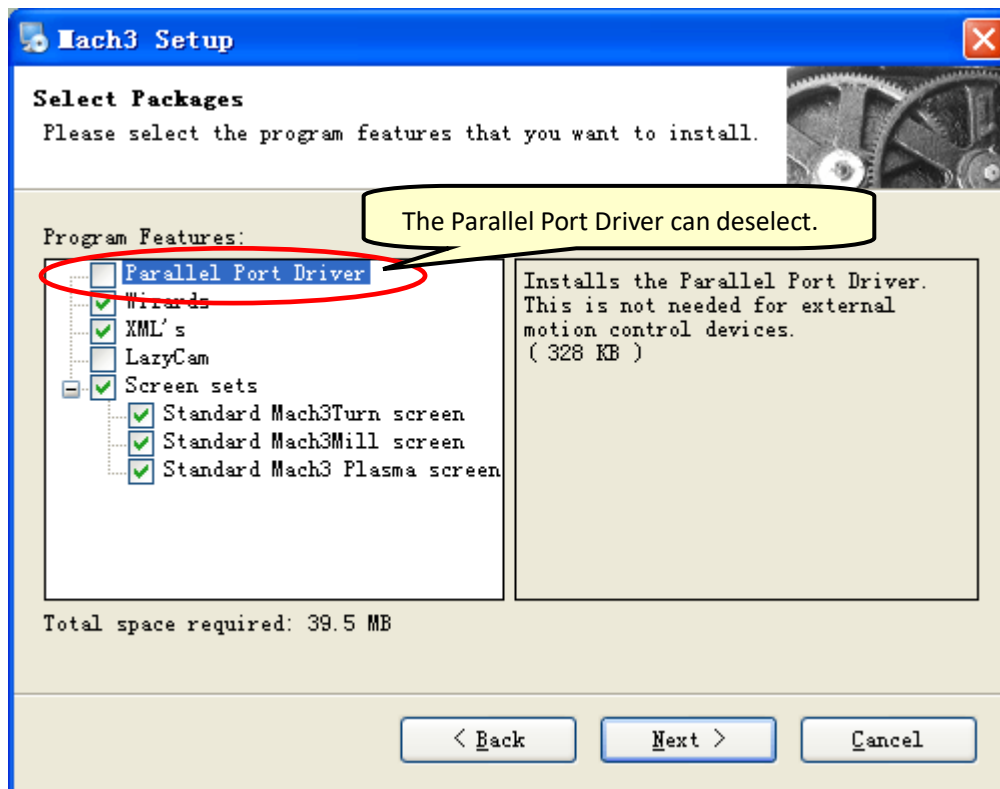 Mach3 Setup
Select Packages
Please select the program features that you want to install.
The Parallel Port Driver can deselect.
Program Features:
Parallel Port Driver
Wizards
XML's
LazyCam
Screen sets
Standard Mach3Turn screen
Standard Mach3Mill screen
Standard Mach3 Plasma screen
Installs the Parallel Port Driver.
This is not needed for external
motion control devices.
( 328 KB )
Total space required: 39.5 MB
< Back
Next >
Cancel